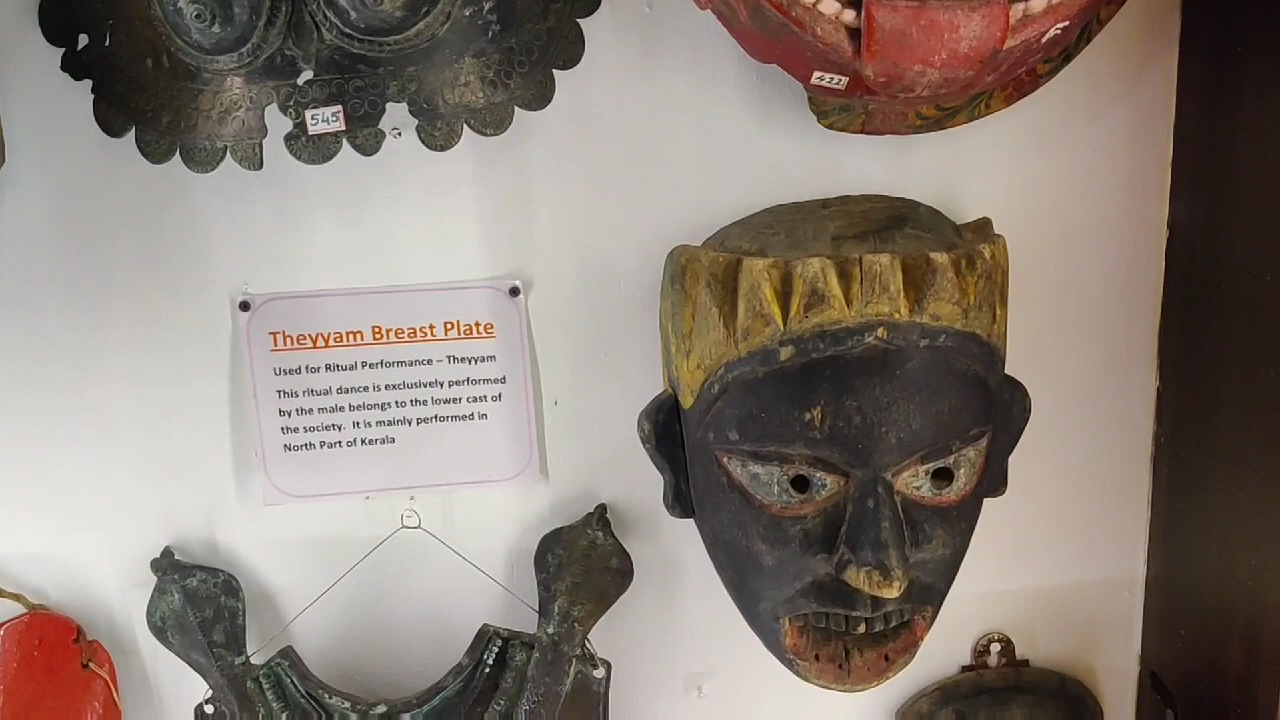 422
545
Theyyam Breast Plate
Used for Ritual Performance – Theyyam
This ritual dance is exclusively performed
by the male belongs to the lower cast of
the society. It is mainly performed in
North Part of Kerala